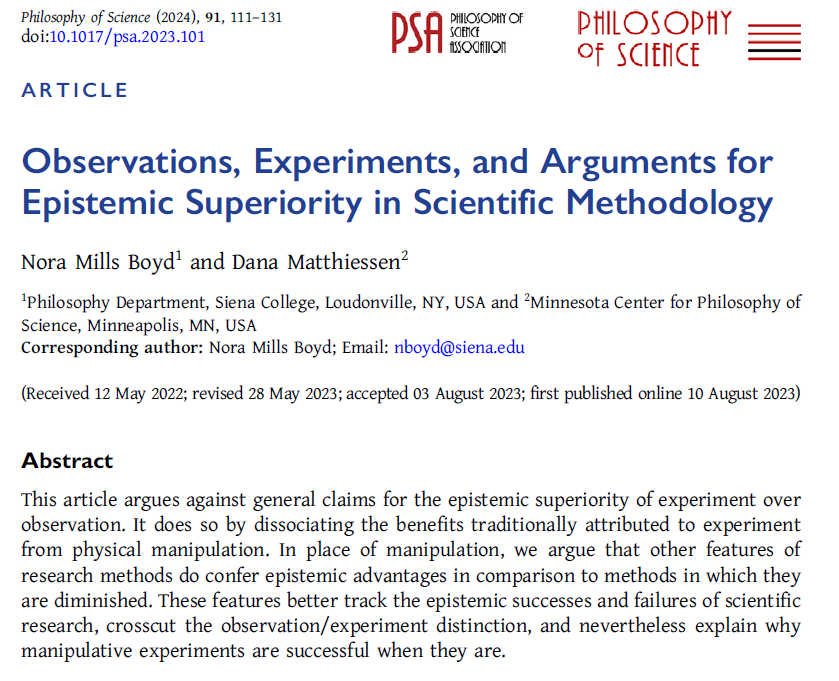 Philosophy of Science (2024), 91, 111–131
doi:10.1017/psa.2023.101
PSA PHILOSOPHY OF
SCIENCE
ASSOCIATION
PHILOSOPHY
OF SCIENCE
ARTICLE
Observations, Experiments, and Arguments for
Epistemic Superiority in Scientific Methodology
Nora Mills Boyd1 and Dana Matthiessen2
1Philosophy Department, Siena College, Loudonville, NY, USA and 2Minnesota Center for Philosophy of
Science, Minneapolis, MN, USA
Corresponding author: Nora Mills Boyd; Email: nboyd@siena.edu
(Received 12 May 2022; revised 28 May 2023; accepted 03 August 2023; first published online 10 August 2023)
Abstract
This article argues against general claims for the epistemic superiority of experiment over
observation. It does so by dissociating the benefits traditionally attributed to experiment
from physical manipulation. In place of manipulation, we argue that other features of
research methods do confer epistemic advantages in comparison to methods in which they
are diminished. These features better track the epistemic successes and failures of scientific
research, crosscut the observation/experiment distinction, and nevertheless explain why
manipulative experiments are successful when they are.